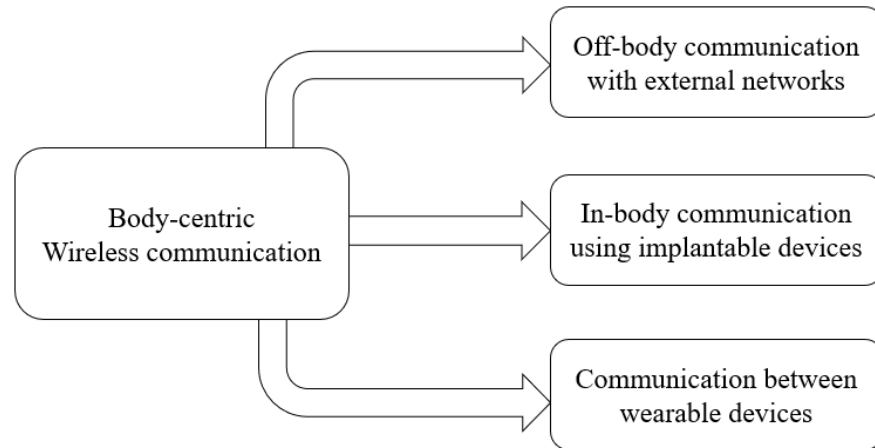 Off-body communication
with external networks
Body-centric
Wireless communication
In-body communication
using implantable devices
Communication between
wearable devices